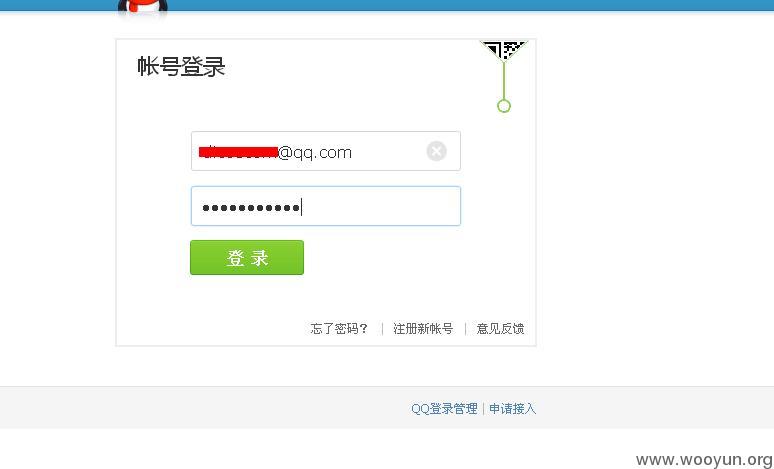 帐号登录
@qq.com
登 录
忘了密码？ | 注册新帐号 | 意见反馈
QQ登录管理 | 申请接入
www.wooyun.org